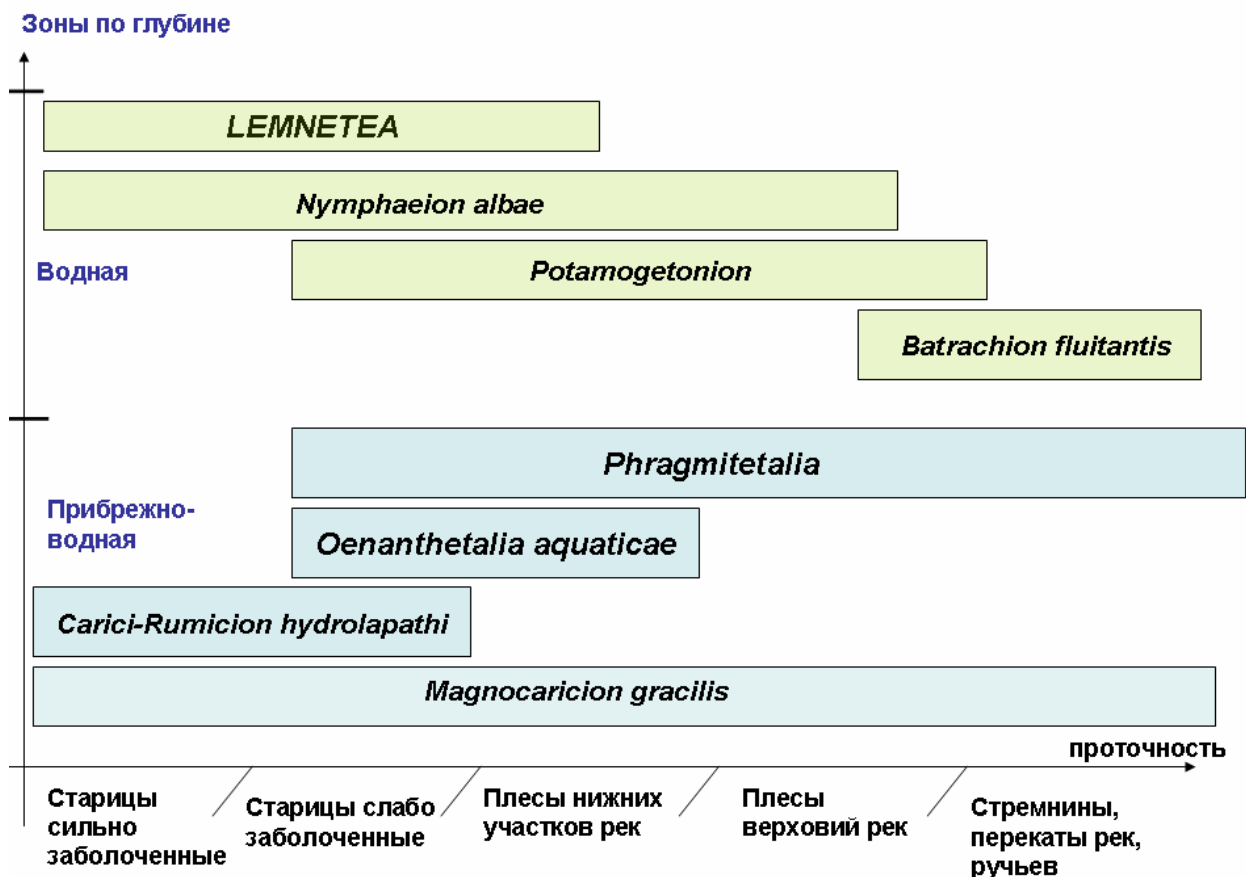 Зоны по глубине
LEMNETEA
Nymphaeion albae
Водная
Potamogetonion
Batrachion fluitantis
Phragmitetalia
Прибрежно-
водная
Oenanthetalia aquaticae
Carici-Rumicion hydrolapathi
Magnocaricion gracilis
проточность
Старицы
сильно
заболоченные
Старицы слабо
заболоченные
Плесы нижних
участков рек
Плесы
верховий рек
Стремнины,
перекаты рек,
ручьев